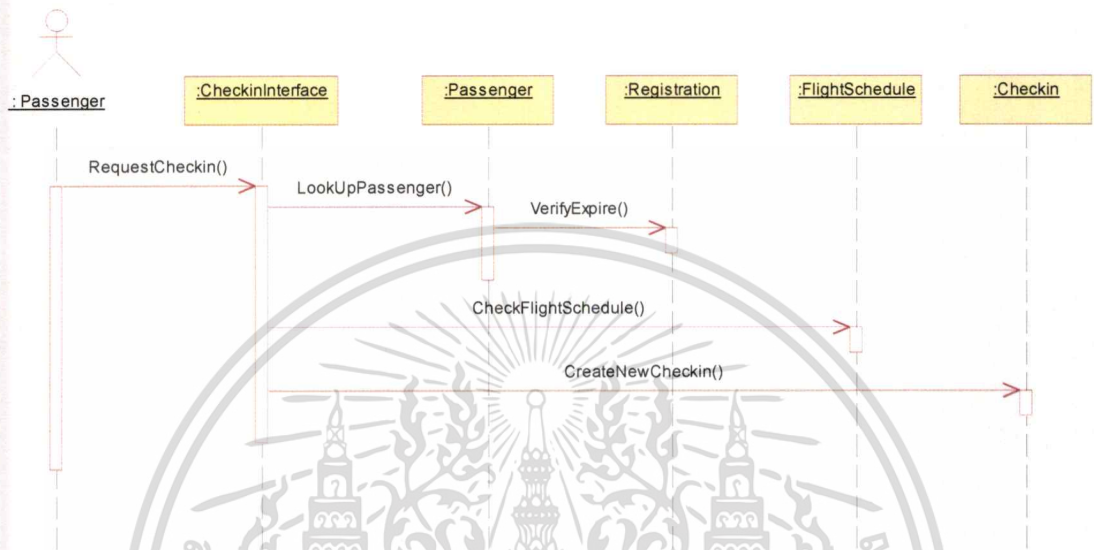 : Passenger
:CheckinInterface
:Passenger
:Registration
:FlightSchedule
:Checkin
RequestCheckin()
LookUpPassenger()
VerifyExpire()
CheckFlightSchedule()
CreateNewCheckin()